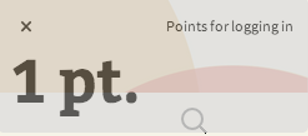 Points for logging in
1 pt.